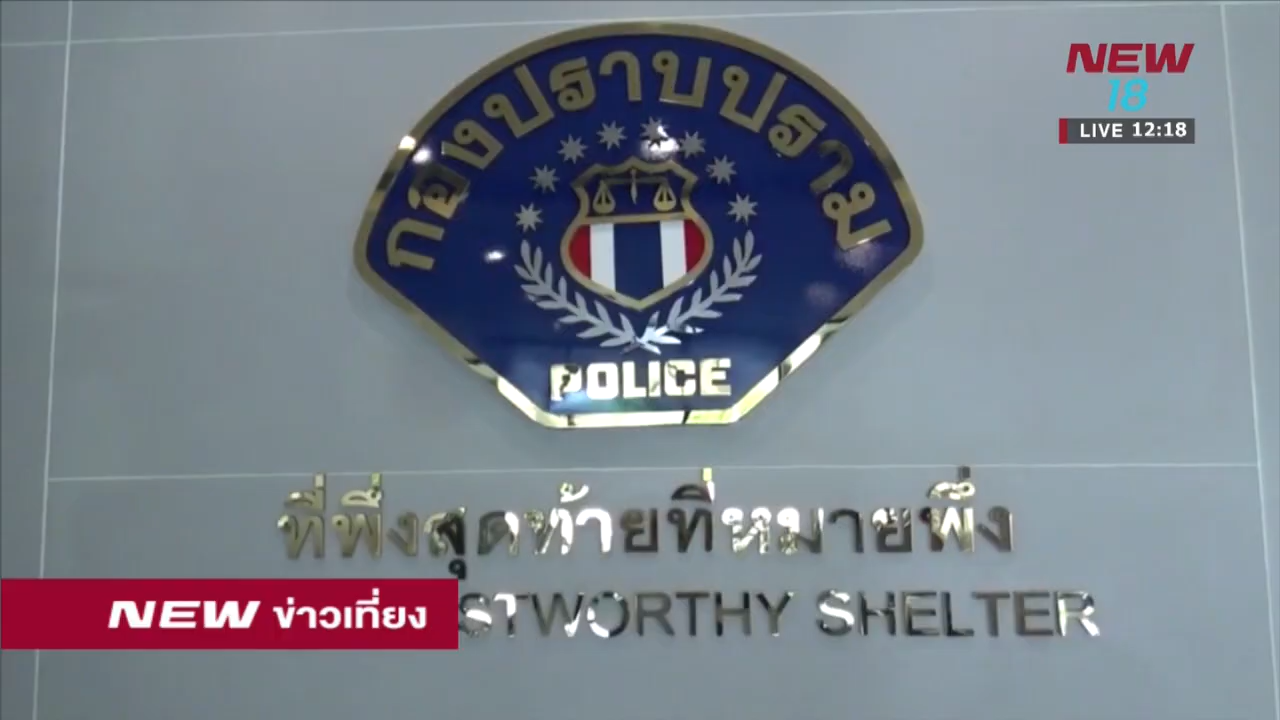 NEW
18
LIVE 12:18
กองปราบปราม
POLICE
ที่พึ่งสุดท้ายที่หมายพึ่ง
STWORTHY SHELTER
NEW ข่าวเที่ยง